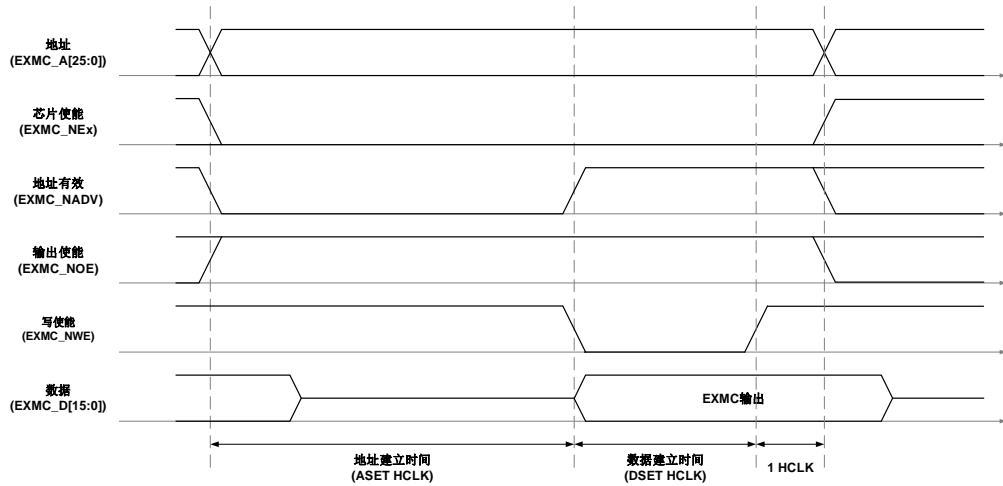 地址
(EXMC_A[25:0])
芯片使能
(EXMC_NEx)
地址有效
(EXMC_NADV)
输出使能
(EXMC_NOE)
写使能
(EXMC_NWE)
数据
(EXMC_D[15:0])
EXMC输出
地址建立时间
(ASET HCLK)
数据建立时间
(DSET HCLK)
1 HCLK